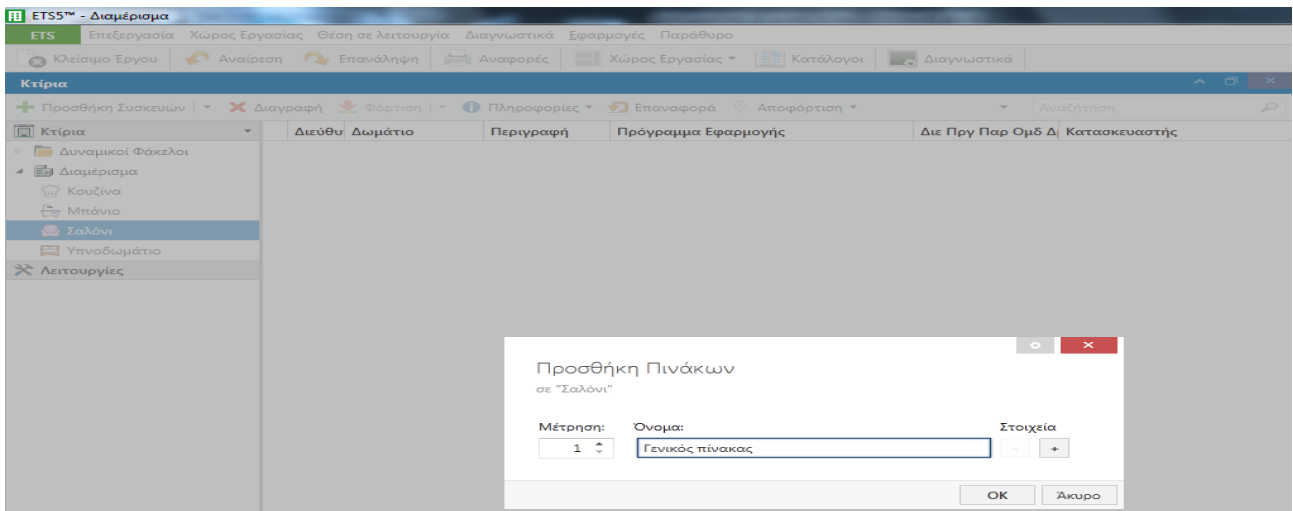 ETS5™ - Διαμέρισμα
ETS Επεξεργασία Χώρος Εργασίας Θέση σε λειτουργία Διαγνωστικά Εφαρμογές Παράθυρο
Κλείσιμο Έργου Αναίρεση Επανάληψη Αναφορές Χώρος Εργασίας Κατάλογοι Διαγνωστικά
Κτίρια
Προσθήκη Συσκευών Διαγραφή Φόρτιση Πληροφορίες Επαναφορά Αποφόρτιση Αναζήτηση
Κτίρια Διεύθυ Δωμάτιο Περιγραφή Πρόγραμμα Εφαρμογής Διε Πργ Παρ Ομδ Δ Κατασκευαστής
Δυναμικοί Φάκελοι
Διαμέρισμα
Κουζίνα
Μπάνιο
Σαλόνι
Υπνοδωμάτιο
Λειτουργίες
Προσθήκη Πινάκων
σε "Σαλόνι"
Μέτρηση: Όνομα: Στοιχεία
1 Γενικός πίνακας - +
OK Άκυρο